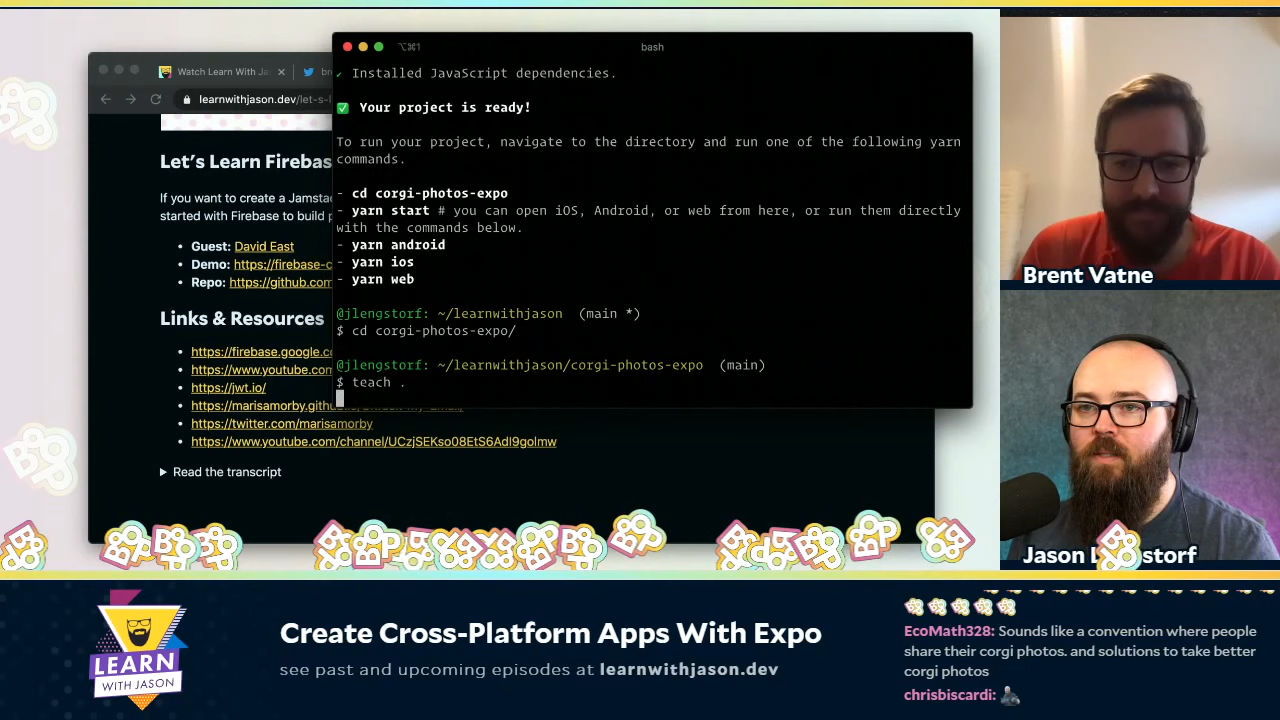 ⌥⌘1
bash
Watch Learn With Ja
br
learnwithjason.dev/let-s-l
✓ Installed JavaScript dependencies.
✅ Your project is ready!
To run your project, navigate to the directory and run one of the following yarn
commands.
- cd corgi-photos-expo
- yarn start # you can open iOS, Android, or web from here, or run them directly
with the commands below.
- yarn android
- yarn ios
- yarn web
@jlengstorf: ~/learnwithjason (main *)
$ cd corgi-photos-expo/
@jlengstorf: ~/learnwithjason/corgi-photos-expo (main)
$ teach .
Let's Learn Firebas
If you want to create a Jamsta
started with Firebase to build p
• Guest: David East
• Demo: https://firebase-c
• Repo: https://github.com
Links & Resources
• https://firebase.google.c
• https://www.youtube.com
• https://jwt.io/
• https://marisamorby.github
• https://twitter.com/marisamorby
• https://www.youtube.com/channel/UCzjSEKso08EtS6AdI9golmw
▶ Read the transcript
Brent Vatne
Jason L storf
LEARN
WITH JASON
Create Cross-Platform Apps With Expo
see past and upcoming episodes at learnwithjason.dev
EcoMath328: Sounds like a convention where people
share their corgi photos. and solutions to take better
corgi photos
chrisbiscardi: